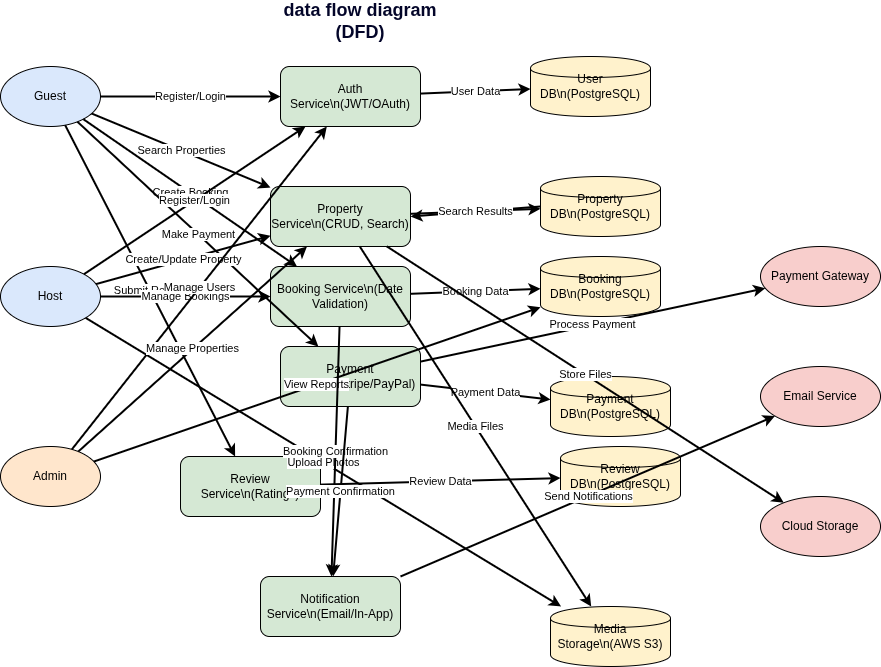 data flow diagram
(DFD)
Guest
Register/Login
Auth
Service\n(JWT/OAuth)
User Data
User
DB\n(PostgreSQL)
Search Properties
Create Booking
Register/Login
Property
Service\n(CRUD, Search)
Search Results
Property
DB\n(PostgreSQL)
Make Payment
Create/Update Property
Payment Gateway
Host
Submit
Manage Users
Manage Bookings
Booking Service\n(Date
Validation)
Booking Data
Booking
DB\n(PostgreSQL)
Process Payment
Manage Properties
Payment
View Reports
ripe/PayPal)
Store Files
Payment Data
Payment
DB\n(PostgreSQL)
Email Service
Media Files
Admin
Booking Confirmation
Upload Photos
Review
Service\n(Rating
Payment Confirmation
Review Data
Review
DB\n(PostgreSQL)
Send Notifications
Cloud Storage
Notification
Service\n(Email/In-App)
Media
Storage\n(AWS S3)